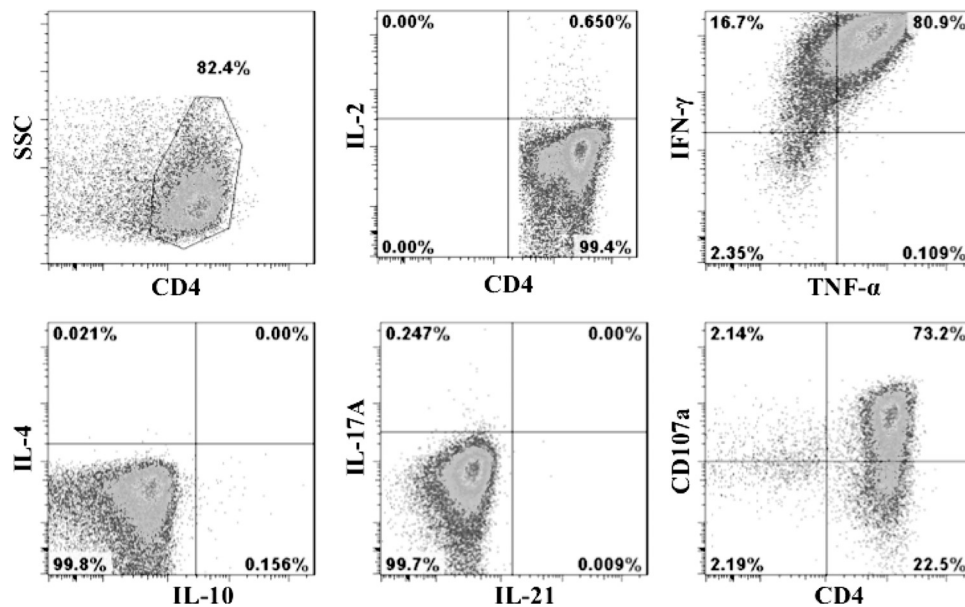 82.4%
SSC
CD4
0.00% 0.650%
IL-2
0.00% 99.4%
CD4
16.7% 80.9%
IFN-γ
2.35% 0.109%
TNF-α
0.021% 0.00%
IL-4
99.8% 0.156%
IL-10
0.247% 0.00%
IL-17A
99.7% 0.009%
IL-21
2.14% 73.2%
CD107a
2.19% 22.5%
CD4